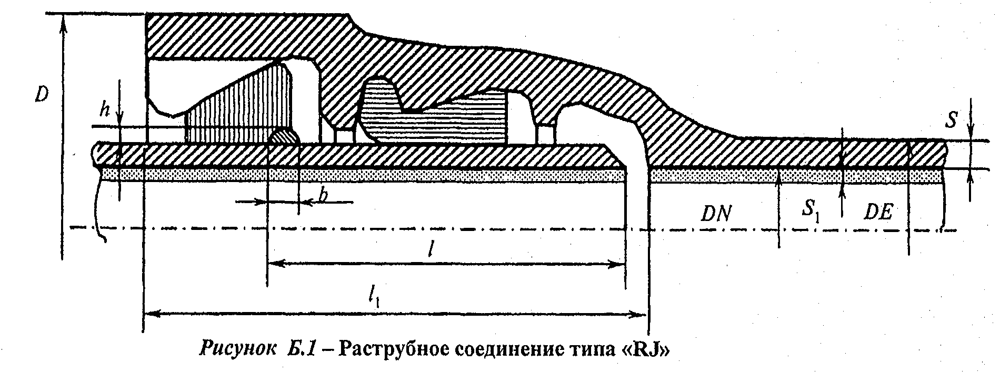 D
h
S
b
DN
S₁
DE
l
l₁
Рисунок Б.1 – Раструбное соединение типа «RJ»